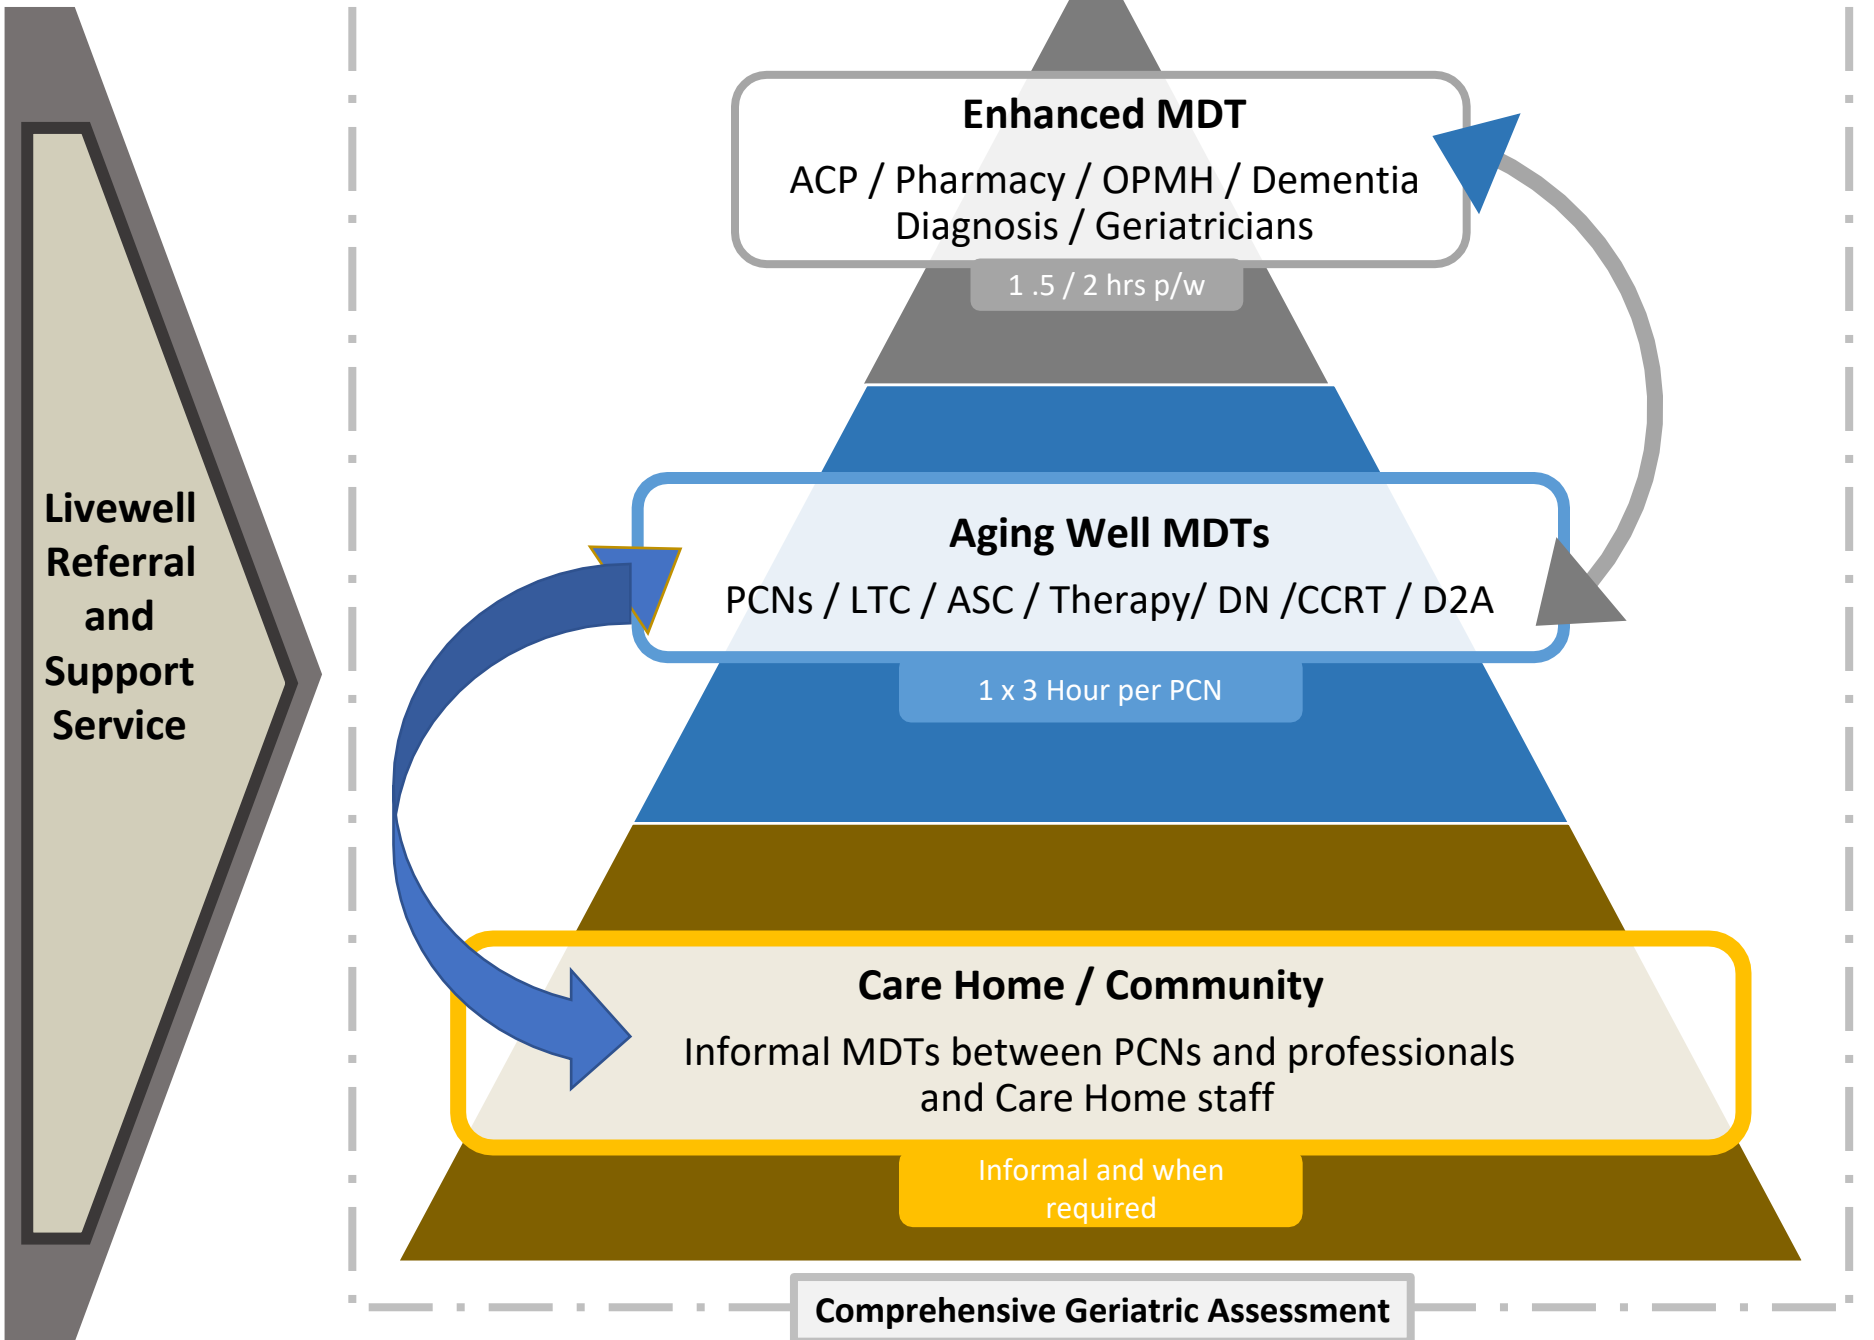 Livewell
Referral
and
Support
Service
Enhanced MDT
ACP / Pharmacy / OPMH / Dementia
Diagnosis / Geriatricians
1 .5 / 2 hrs p/w
Aging Well MDTs
PCNs / LTC / ASC / Therapy/ DN /CCRT / D2A
1 x 3 Hour per PCN
Care Home / Community
Informal MDTs between PCNs and professionals
and Care Home staff
Informal and when
required
Comprehensive Geriatric Assessment